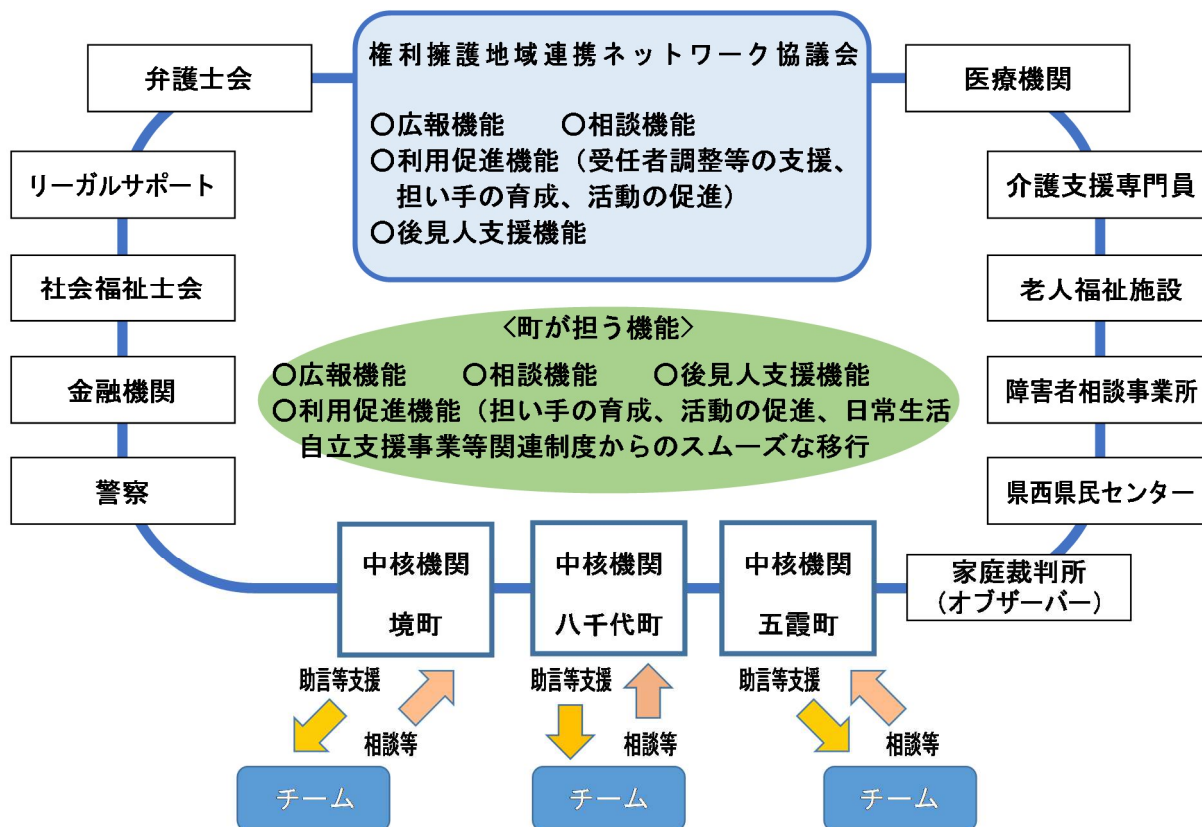 権利擁護地域連携ネットワーク協議会
〇広報機能　〇相談機能
〇利用促進機能（受任者調整等の支援、
担い手の育成、活動の促進）
〇後見人支援機能
弁護士会
リーガルサポート
社会福祉士会
金融機関
警察
医療機関
介護支援専門員
老人福祉施設
障害者相談事業所
県西県民センター
家庭裁判所
(オブザーバー)
〈町が担う機能〉
〇広報機能　〇相談機能　〇後見人支援機能
〇利用促進機能（担い手の育成、活動の促進、日常生活
自立支援事業等関連制度からのスムーズな移行
中核機関
境町
中核機関
八千代町
中核機関
五霞町
助言等支援
相談等
助言等支援
相談等
助言等支援
相談等
チーム
チーム
チーム